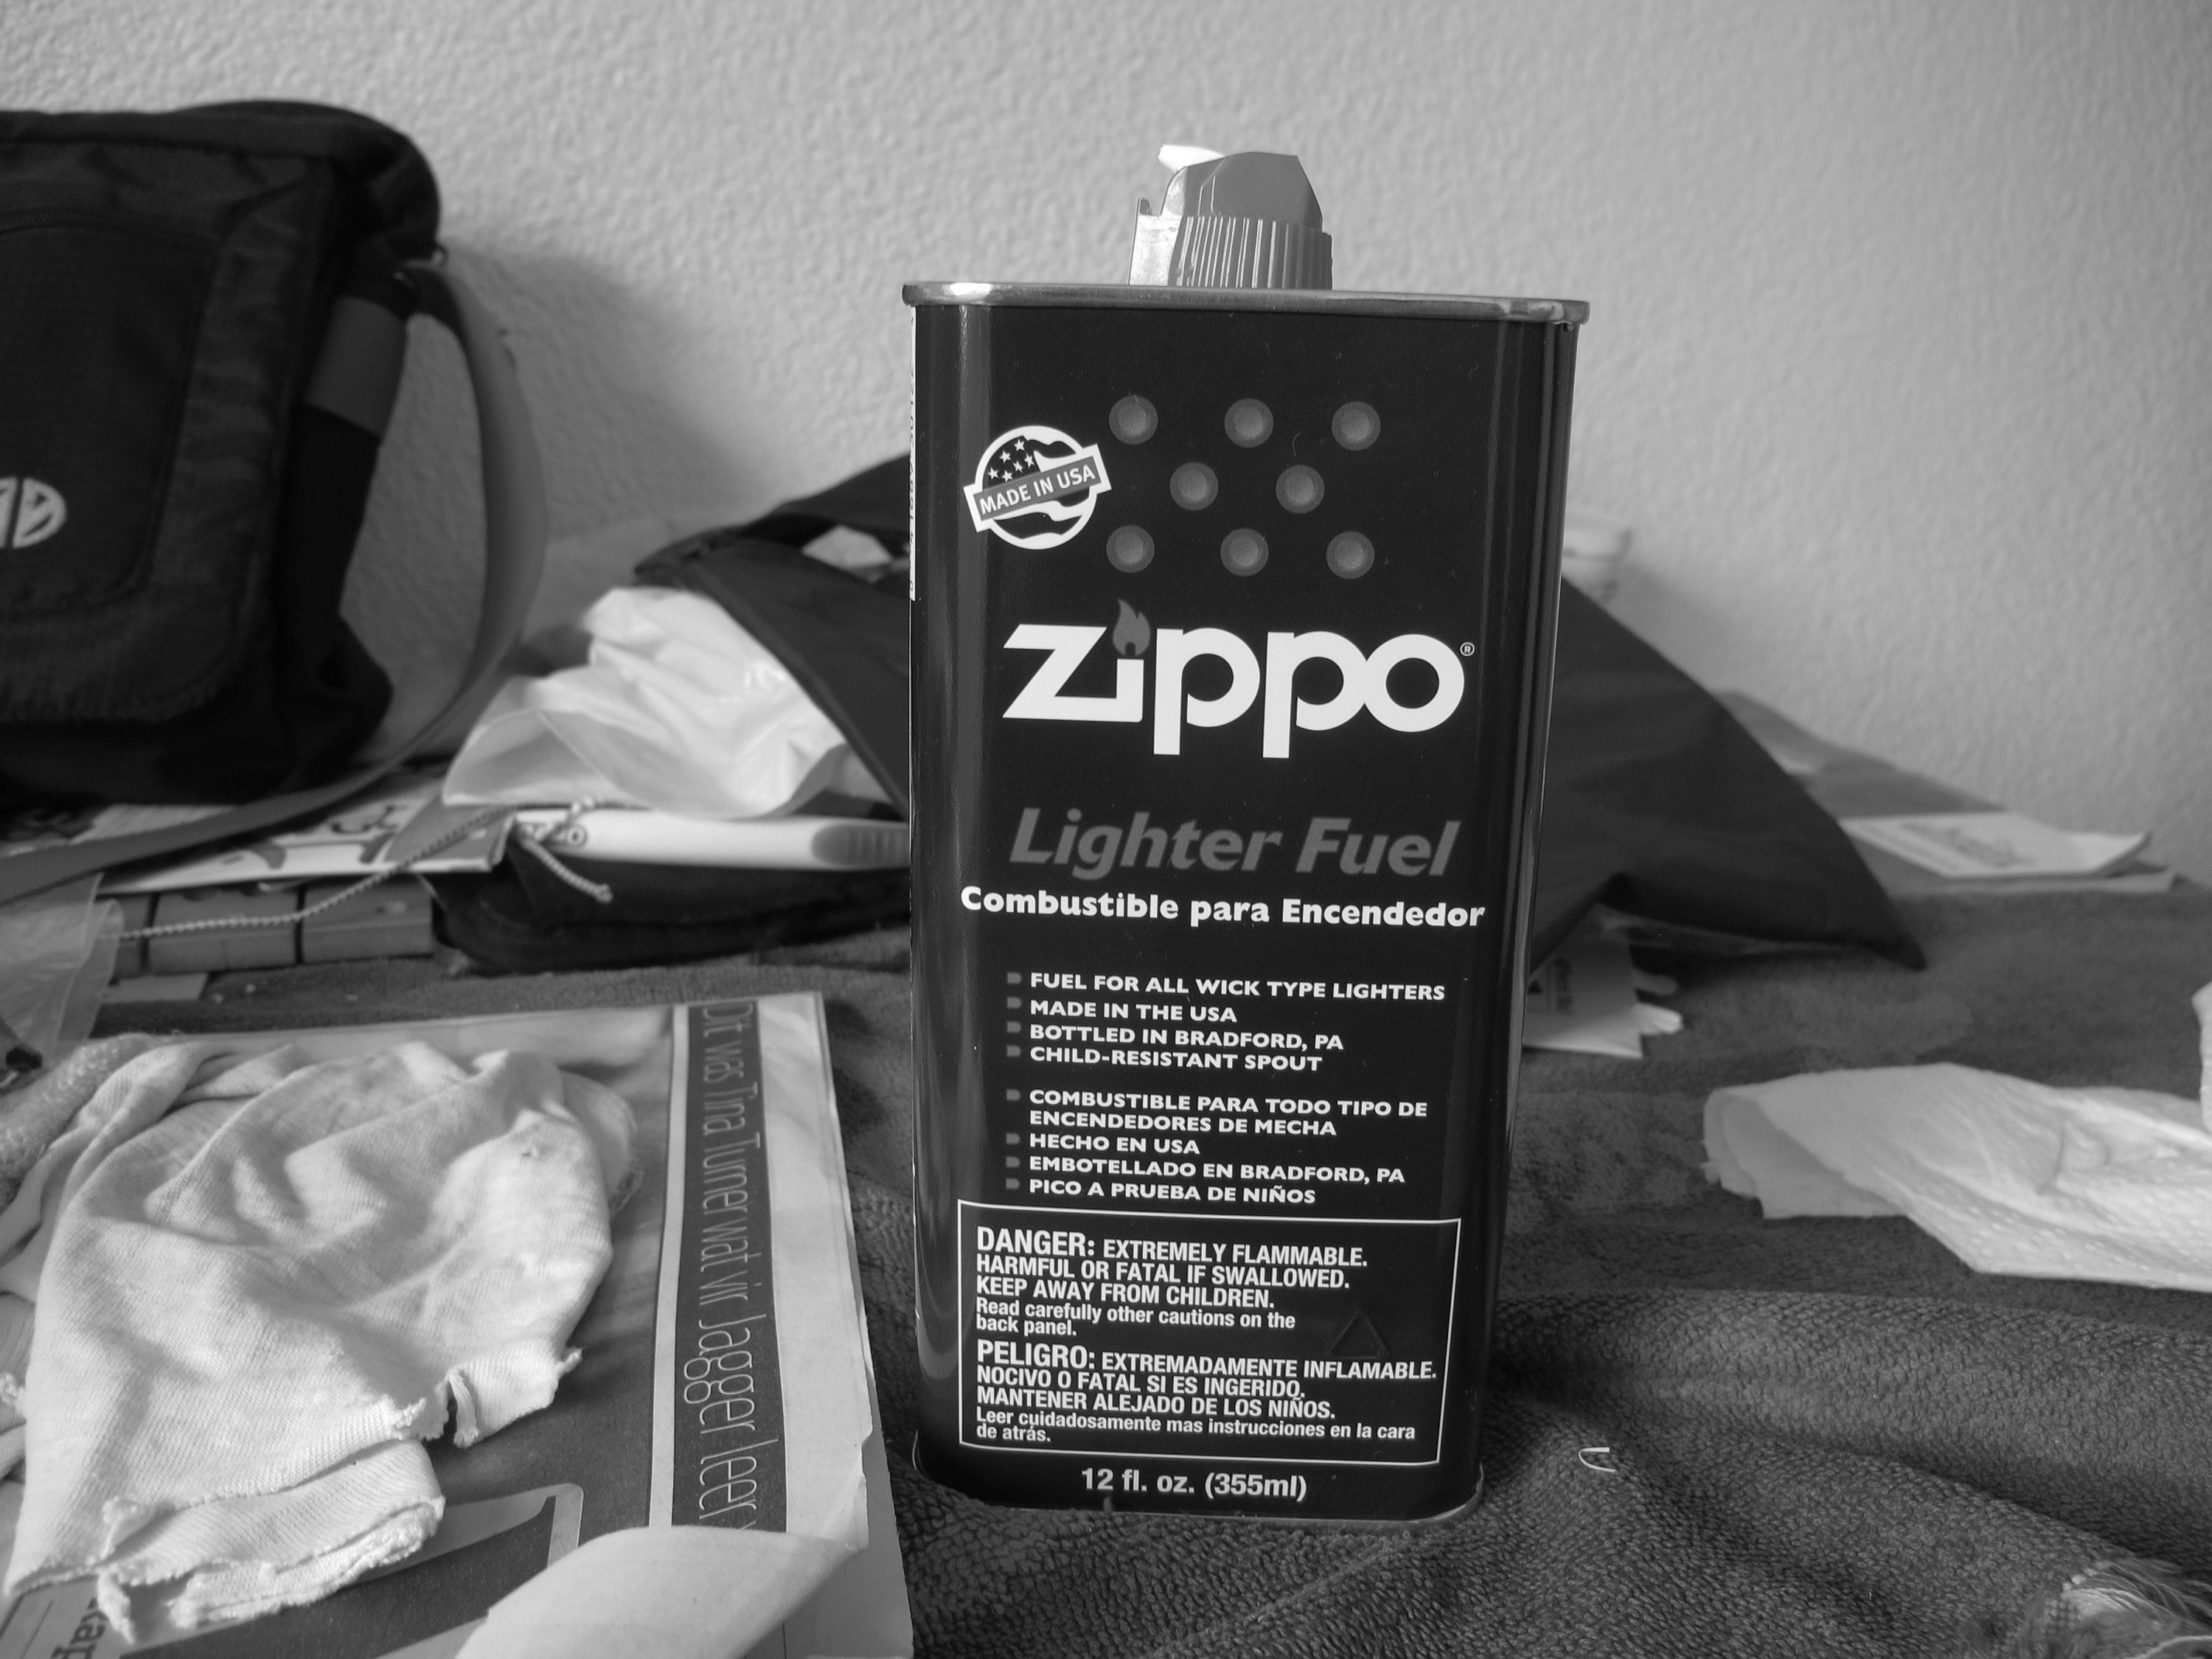 MADE IN USA
zippo®
Lighter Fuel
Combustible para Encendedor
FUEL FOR ALL WICK TYPE LIGHTERS
MADE IN THE USA
BOTTLED IN BRADFORD, PA
CHILD-RESISTANT SPOUT
COMBUSTIBLE PARA TODO TIPO DE
ENCENDEDORES DE MECHA
HECHO EN USA
EMBOTELLADO EN BRADFORD, PA
PICO A PRUEBA DE NIÑOS
DANGER: EXTREMELY FLAMMABLE.
HARMFUL OR FATAL IF SWALLOWED.
KEEP AWAY FROM CHILDREN.
Read carefully other cautions on the
back panel.
PELIGRO: EXTREMADAMENTE INFLAMABLE.
NOCIVO O FATAL SI ES INGERIDO.
MANTENER ALEJADO DE LOS NIÑOS.
Leer cuidadosamente mas instrucciones en la cara
de atrás.
12 fl. oz. (355ml)
Dit was Tina Turner wat vir Jagger leer